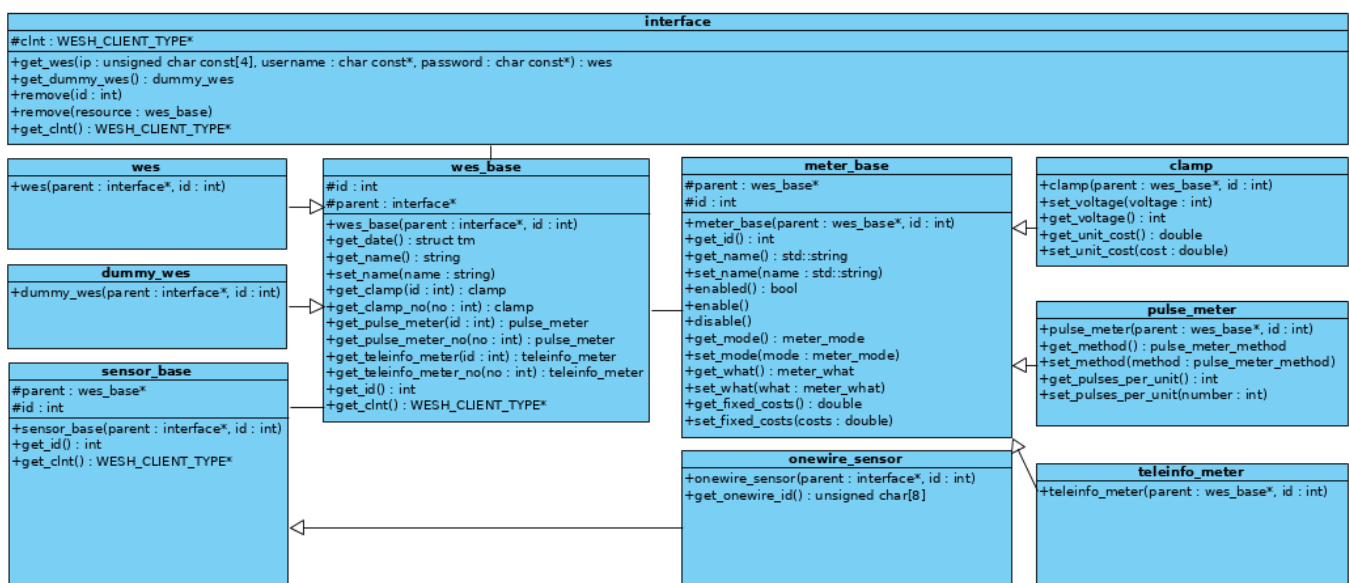 interface
#clnt : WESH_CLIENT_TYPE*
+get_wes(ip : unsigned char const[4], username : char const*, password : char const*) : wes
+get_dummy_wes() : dummy_wes
+remove(id : int)
+remove(resource : wes_base)
+get_clnt() : WESH_CLIENT_TYPE*
wes
+wes(parent : interface*, id : int)
dummy_wes
+dummy_wes(parent : interface*, id : int)
sensor_base
#parent : wes_base*
#id : int
+sensor_base(parent : interface*, id : int)
+get_id() : int
+get_clnt() : WESH_CLIENT_TYPE*
wes_base
#id : int
#parent : interface*
+wes_base(parent : interface*, id : int)
+get_date() : struct tm
+get_name() : string
+set_name(name : string)
+get_clamp(id : int) : clamp
+get_clamp_no(no : int) : clamp
+get_pulse_meter(id : int) : pulse_meter
+get_pulse_meter_no(no : int) : pulse_meter
+get_teleinfo_meter(id : int) : teleinfo_meter
+get_teleinfo_meter_no(no : int) : teleinfo_meter
+get_id() : int
+get_clnt() : WESH_CLIENT_TYPE*
meter_base
#parent : wes_base*
#id : int
+meter_base(parent : wes_base*, id : int)
+get_id() : int
+get_name() : std::string
+set_name(name : std::string)
+enabled() : bool
+enable()
+disable()
+get_mode() : meter_mode
+set_mode(mode : meter_mode)
+get_what() : meter_what
+set_what(what : meter_what)
+get_fixed_costs() : double
+set_fixed_costs(costs : double)
onewire_sensor
+onewire_sensor(parent : interface*, id : int)
+get_onewire_id() : unsigned char[8]
clamp
+clamp(parent : wes_base*, id : int)
+set_voltage(voltage : int)
+get_voltage() : int
+get_unit_cost() : double
+set_unit_cost(cost : double)
pulse_meter
+pulse_meter(parent : wes_base*, id : int)
+get_method() : pulse_meter_method
+set_method(method : pulse_meter_method)
+get_pulses_per_unit() : int
+set_pulses_per_unit(number : int)
teleinfo_meter
+teleinfo_meter(parent : wes_base*, id : int)